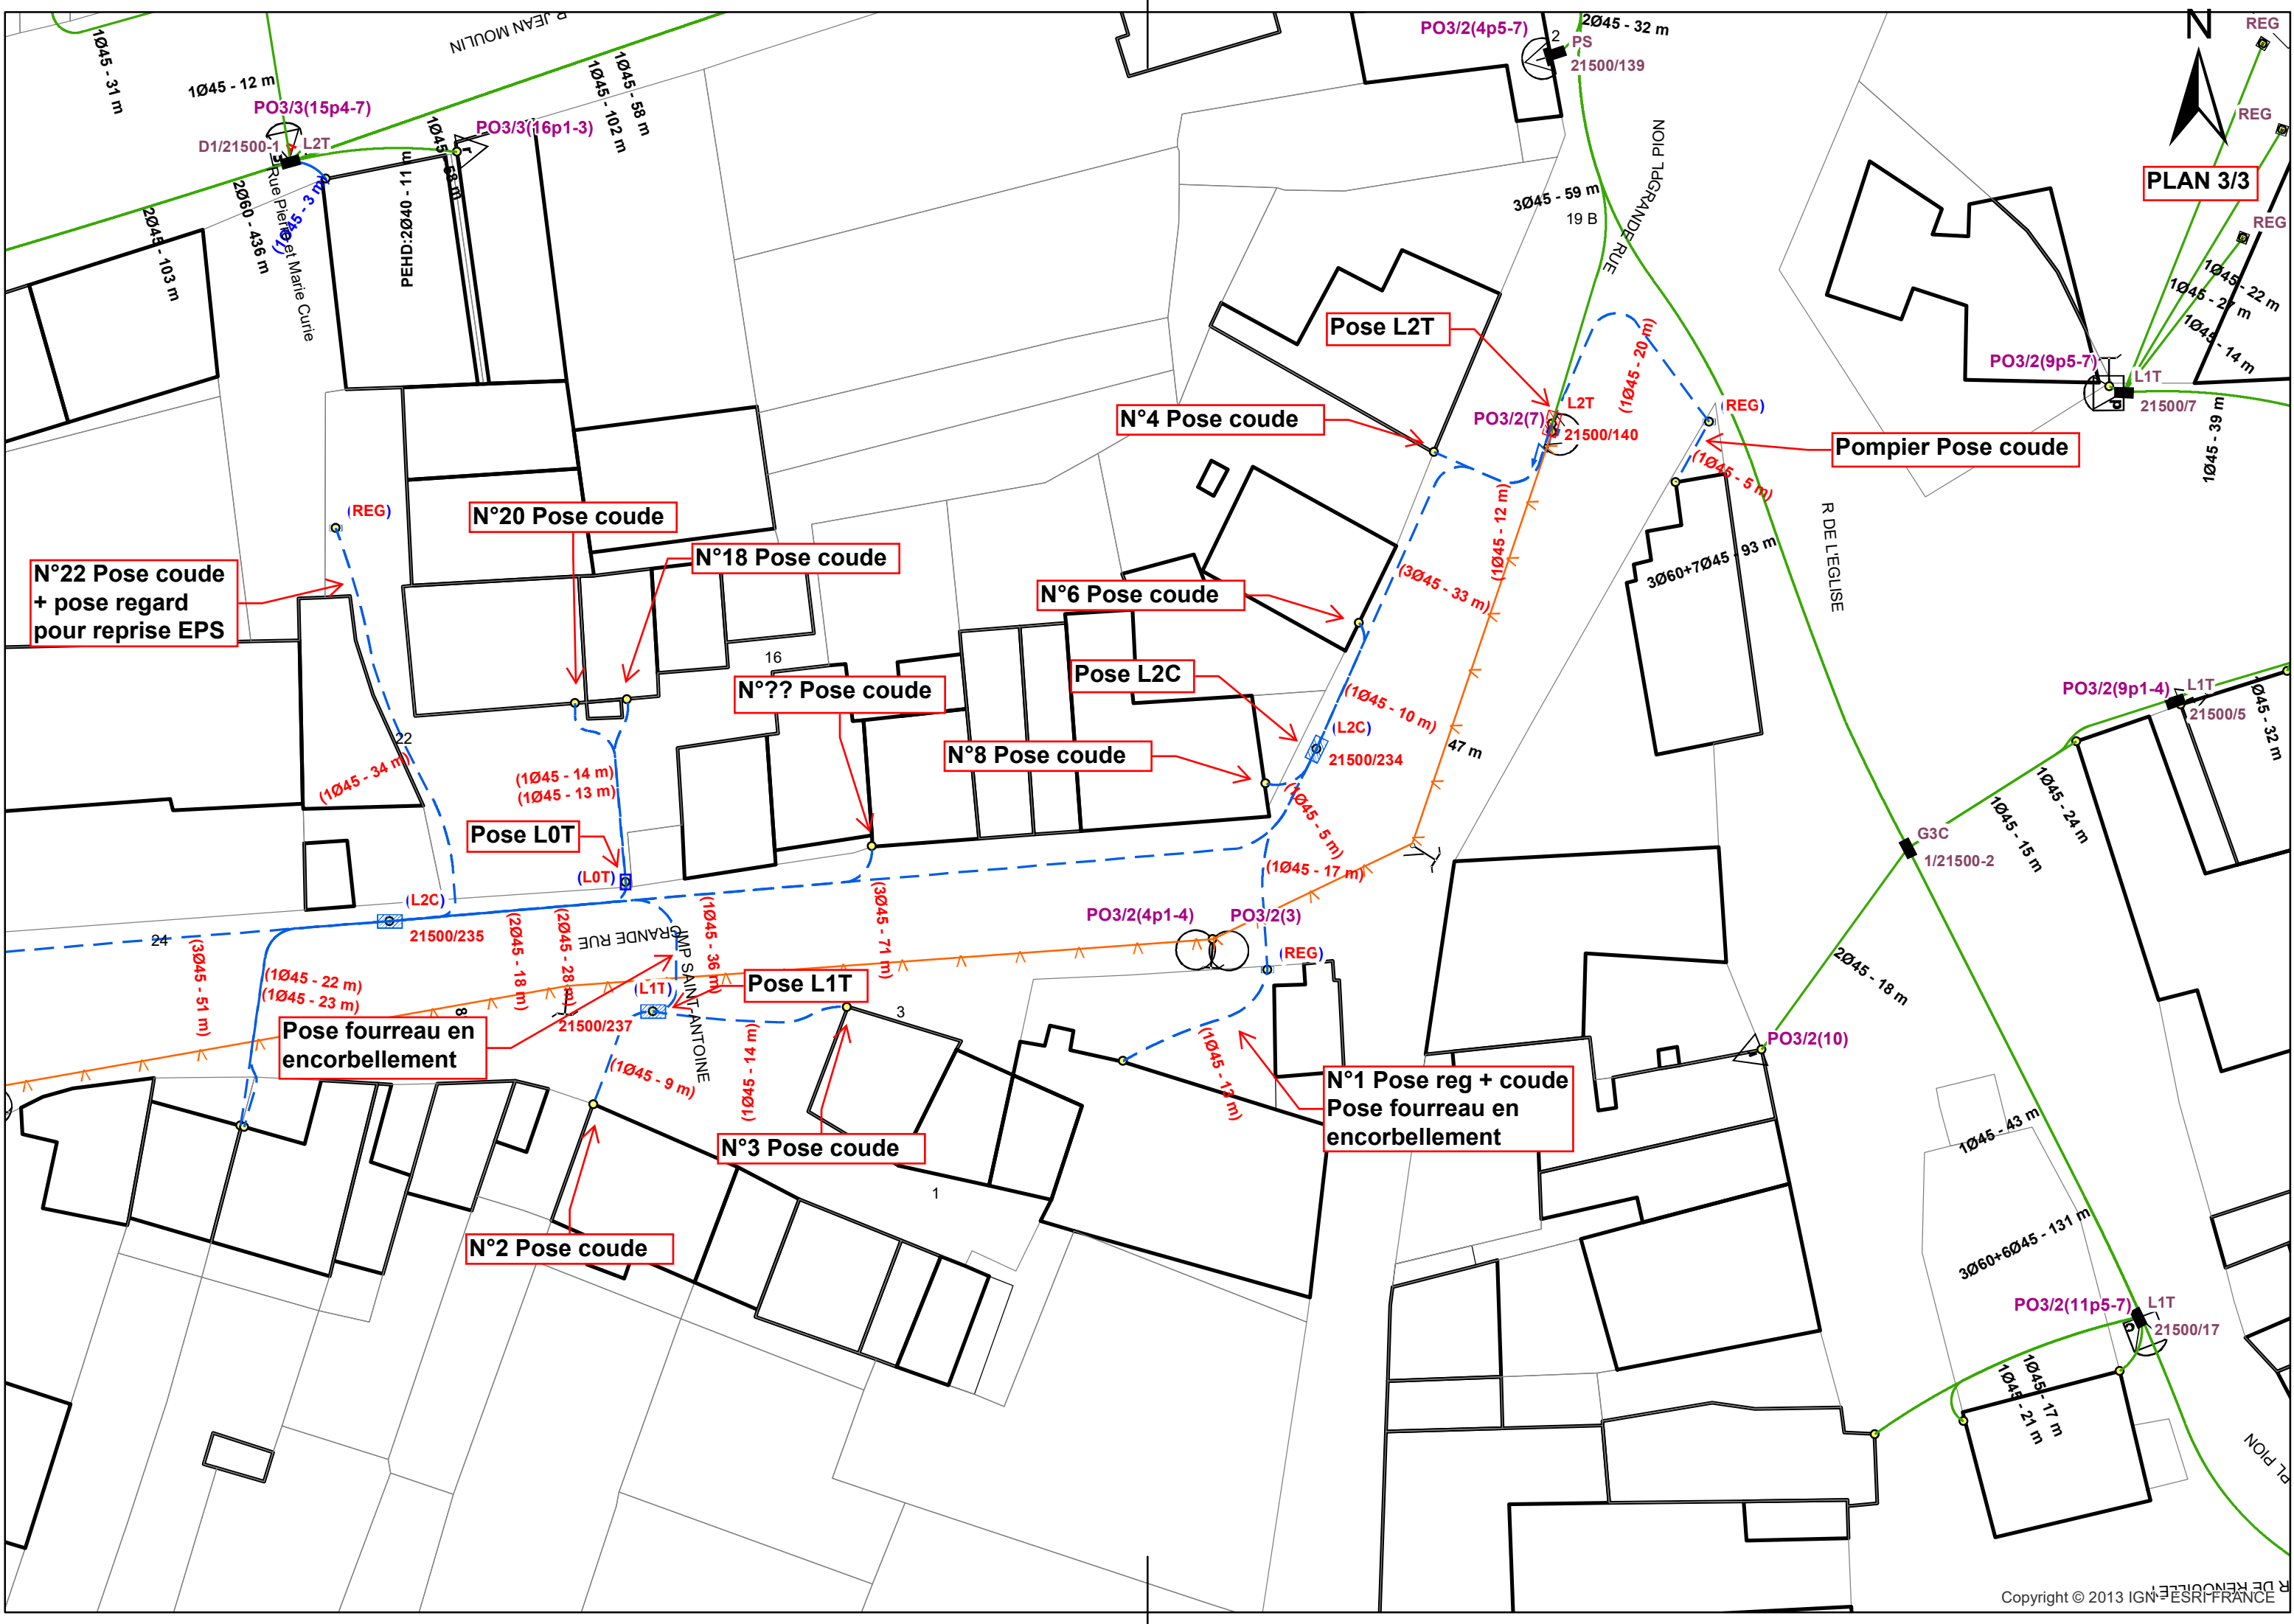 R JEAN MOULIN
1Ø45 - 31 m
1Ø45 - 12 m
PO3/3(15p4-7)
D1/21500-1
L2T
PO3/3(16p1-3)
1Ø45 - 58 m
1Ø45 - 58 m
1Ø45 - 102 m
2Ø45 - 103 m
2Ø60 - 436 m
Rue Pierre et Marie Curie
(1Ø45 - 3 m)
PEHD:2Ø40 - 11 m
PO3/2(4p5-7)
2
PS
21500/139
2Ø45 - 32 m
GRANDE RUE
PL PION
3Ø45 - 59 m
19 B
N
REG
REG
REG
PLAN 3/3
1Ø45 - 22 m
1Ø45 - 27 m
1Ø45 - 14 m
PO3/2(9p5-7)
L1T
21500/7
1Ø45 - 39 m
Pose L2T
(1Ø45 - 20 m)
N°4 Pose coude
PO3/2(7)
L2T
21500/140
(REG)
Pompier Pose coude
(1Ø45 - 5 m)
R DE L'EGLISE
3Ø60+7Ø45 - 93 m
(1Ø45 - 12 m)
(3Ø45 - 33 m)
N°20 Pose coude
N°18 Pose coude
(REG)
N°22 Pose coude
+ pose regard
pour reprise EPS
N°6 Pose coude
16
N°?? Pose coude
Pose L2C
(1Ø45 - 10 m)
(L2C)
21500/234
47 m
N°8 Pose coude
22
(1Ø45 - 34 m)
(1Ø45 - 14 m)
(1Ø45 - 13 m)
Pose L0T
(L0T)
(1Ø45 - 5 m)
(1Ø45 - 17 m)
PO3/2(9p1-4)
L1T
21500/5
1Ø45 - 32 m
1Ø45 - 24 m
1Ø45 - 15 m
G3C
1/21500-2
(L2C)
21500/235
24
(3Ø45 - 51 m)
(1Ø45 - 22 m)
(1Ø45 - 23 m)
(2Ø45 - 18 m)
(2Ø45 - 28 m)
GRANDE RUE
IMP SAINT-ANTOINE
(1Ø45 - 36 m)
(3Ø45 - 71 m)
PO3/2(4p1-4)
PO3/2(3)
(REG)
Pose L1T
(L1T)
21500/237
8
Pose fourreau en
encorbellement
3
(1Ø45 - 9 m)
(1Ø45 - 14 m)
N°3 Pose coude
N°1 Pose reg + coude
Pose fourreau en
encorbellement
2Ø45 - 18 m
PO3/2(10)
1Ø45 - 43 m
1
N°2 Pose coude
3Ø60+6Ø45 - 131 m
PO3/2(11p5-7)
L1T
21500/17
1Ø45 - 17 m
1Ø45 - 21 m
PL PION
R DE RENOUILLET
Copyright © 2013 IGN - ESRI FRANCE